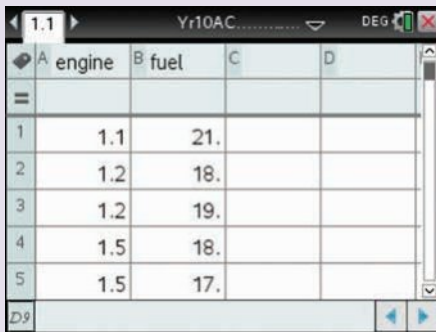 1.1 Yr10AC............ DEG
A engine B fuel C D
=
1 1.1 21.
2 1.2 18.
3 1.2 19.
4 1.5 18.
5 1.5 17.
D9